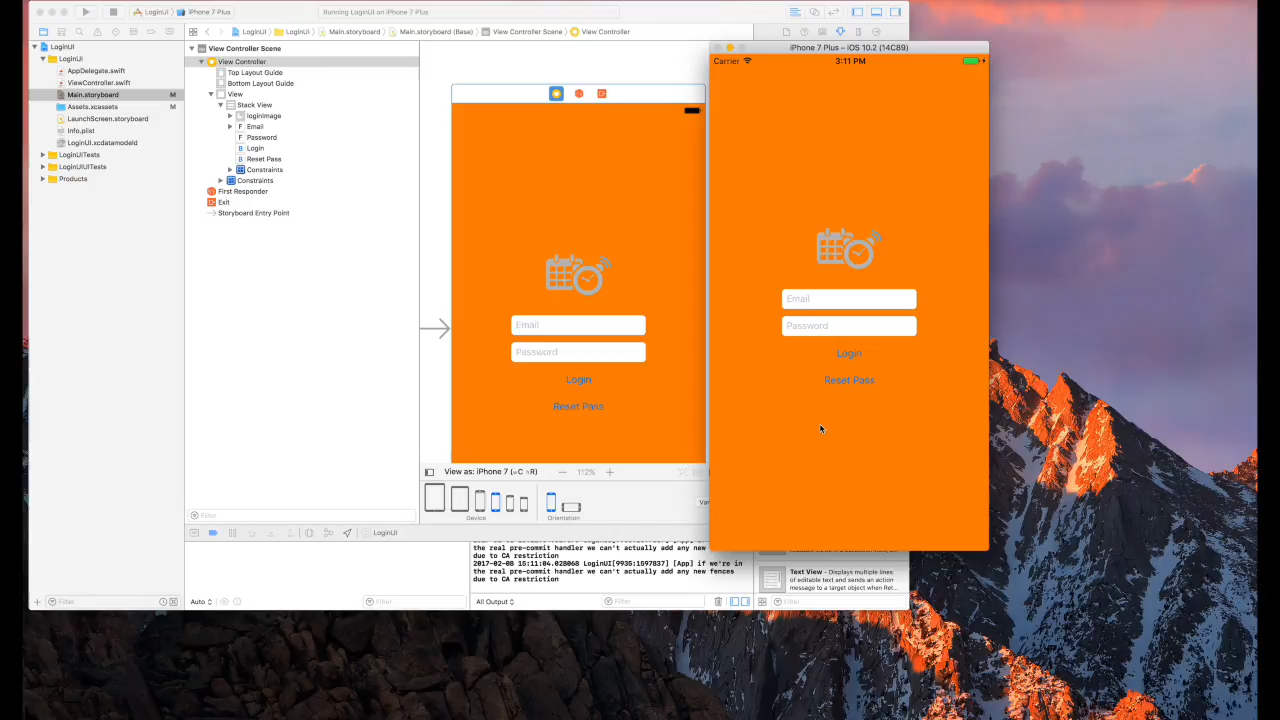 LoginUI
iPhone 7 Plus
Running LoginUI on iPhone 7 Plus
LoginUI
LoginUI
Main.storyboard
Main.storyboard (Base)
View Controller Scene
View Controller
LoginUI
LoginUI
AppDelegate.swift
ViewController.swift
Main.storyboard M
Assets.xcassets M
LaunchScreen.storyboard
Info.plist
LoginUI.xcdatamodeld
LoginUITests
LoginUIUITests
Products
View Controller Scene
View Controller
Top Layout Guide
Bottom Layout Guide
View
Stack View
loginImage
F Email
F Password
B Login
B Reset Pass
Constraints
Constraints
First Responder
Exit
Storyboard Entry Point
Filter
Email
Password
Login
Reset Pass
View as: iPhone 7
112%
Device
Orientation
iPhone 7 Plus – iOS 10.2 (14C89)
Carrier
3:11 PM
Email
Password
Login
Reset Pass
LoginUI
the real pre-commit handler we can't actually add any new
due to CA restriction
2017-02-08 15:11:04.028068 LoginUI[9935:1597837] [App] if we're in
the real pre-commit handler we can't actually add any new fences
due to CA restriction
Text View – Displays multiple lines
of editable text and sends an action
message to a target object when Ret...
Filter
Auto
Filter
All Output
Filter
Filter